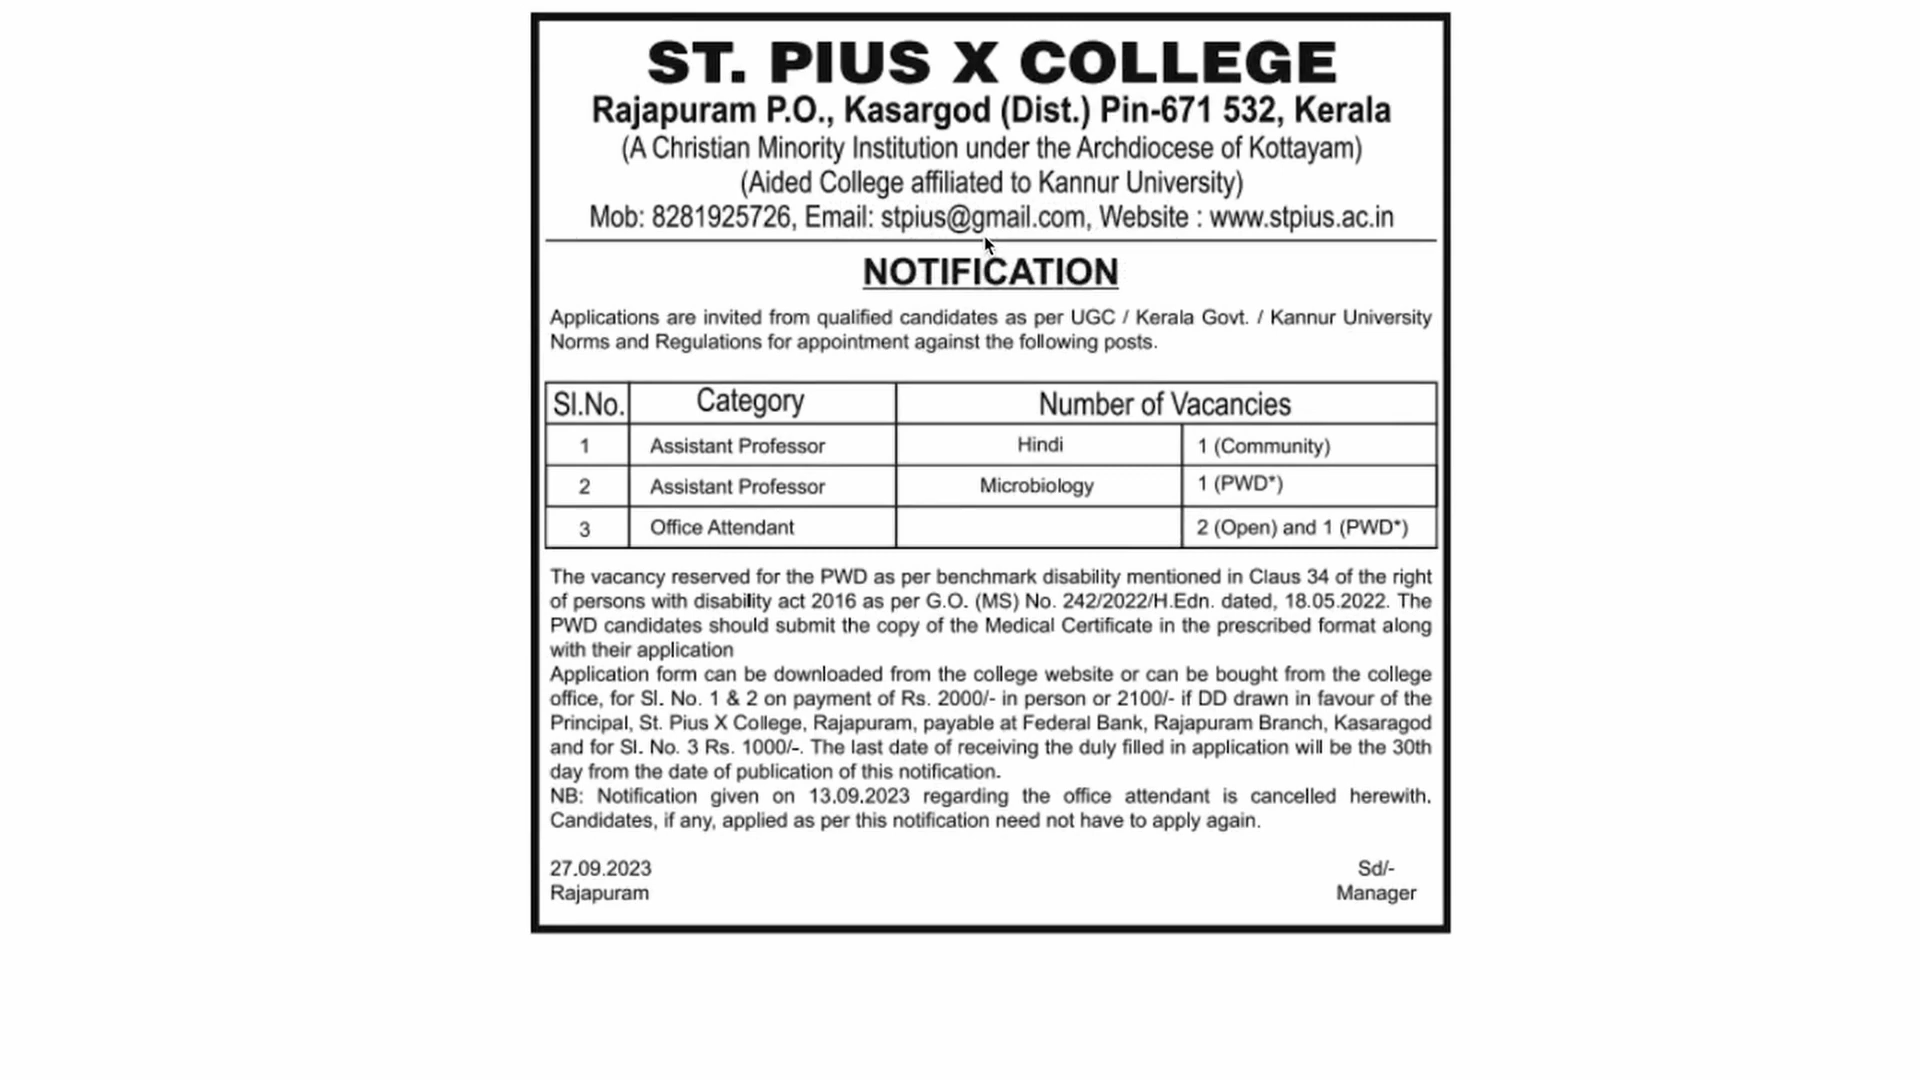 ST. PIUS X COLLEGE
Rajapuram P.O., Kasargod (Dist.) Pin-671 532, Kerala
(A Christian Minority Institution under the Archdiocese of Kottayam)
(Aided College affiliated to Kannur University)
Mob: 8281925726, Email: stpius@gmail.com, Website : www.stpius.ac.in
NOTIFICATION
Applications are invited from qualified candidates as per UGC / Kerala Govt. / Kannur University
Norms and Regulations for appointment against the following posts.
Sl.No. Category Number of Vacancies
1 Assistant Professor Hindi 1 (Community)
2 Assistant Professor Microbiology 1 (PWD*)
3 Office Attendant 2 (Open) and 1 (PWD*)
The vacancy reserved for the PWD as per benchmark disability mentioned in Claus 34 of the right
of persons with disability act 2016 as per G.O. (MS) No. 242/2022/H.Edn. dated, 18.05.2022. The
PWD candidates should submit the copy of the Medical Certificate in the prescribed format along
with their application
Application form can be downloaded from the college website or can be bought from the college
office, for Sl. No. 1 & 2 on payment of Rs. 2000/- in person or 2100/- if DD drawn in favour of the
Principal, St. Pius X College, Rajapuram, payable at Federal Bank, Rajapuram Branch, Kasaragod
and for Sl. No. 3 Rs. 1000/-. The last date of receiving the duly filled in application will be the 30th
day from the date of publication of this notification.
NB: Notification given on 13.09.2023 regarding the office attendant is cancelled herewith.
Candidates, if any, applied as per this notification need not have to apply again.
27.09.2023 Sd/-
Rajapuram Manager